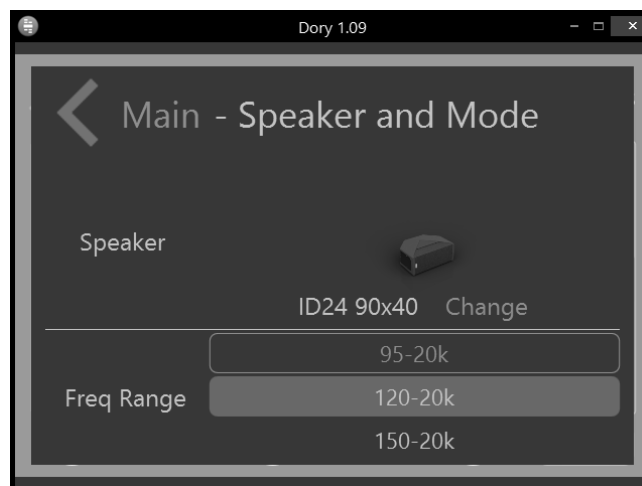 Dory 1.09
Main - Speaker and Mode
Speaker
ID24 90x40 Change
95-20k
Freq Range 120-20k
150-20k